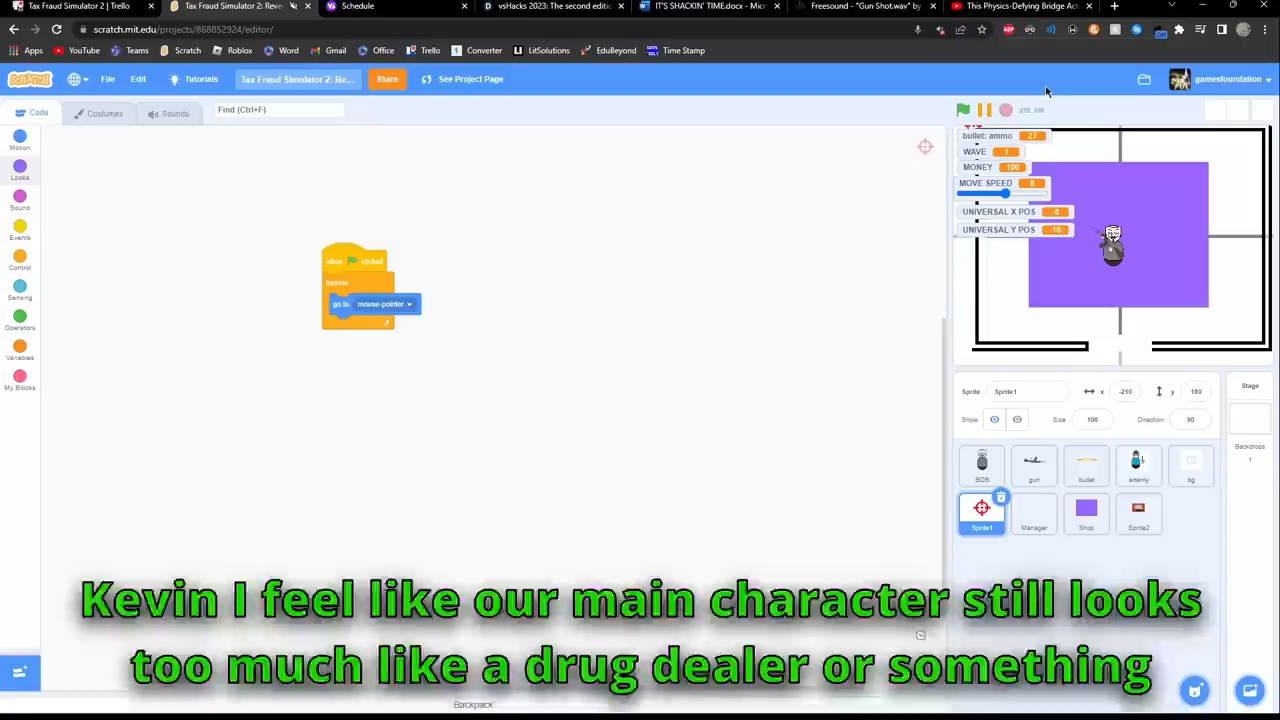 Tax Fraud Simulator 2 | Trello
Tax Fraud Simulator 2: Rev
Schedule
vsHacks 2023: The second editi
IT'S SHACKIN' TIME.docx - Micros
Freesound - "Gun Shot.wav" by
This Physics-Defying Bridge Act
scratch.mit.edu/projects/868852924/editor/
Apps
YouTube
Teams
Scratch
Roblox
Word
Gmail
Office
Trello
Converter
LitSolutions
EduBeyond
Time Stamp
SCRATCH
File
Edit
Tutorials
Tax Fraud Simulator 2: Re...
Share
See Project Page
gamesfoundation
Code
Costumes
Sounds
Find (Ctrl+F)
Motion
Looks
Sound
Events
Control
Sensing
Operators
Variables
My Blocks
when clicked
forever
go to mouse-pointer
bullet: ammo 27
WAVE 1
MONEY 100
MOVE SPEED 8
UNIVERSAL X POS
UNIVERSAL Y POS
Sprite Sprite1 x -210 y 180
Show Size 100 Direction 90
Stage
Backdrops
1
BOB
gun
bullet
enemy
bg
Sprite1
Manager
Shop
Sprite2
Kevin I feel like our main character still looks
too much like a drug dealer or something
Backpack